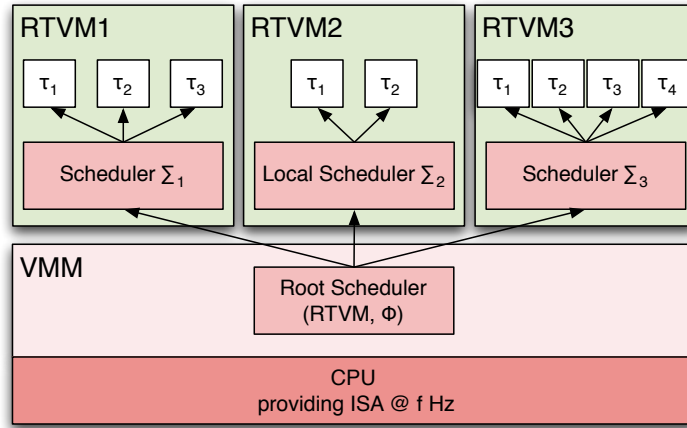 RTVM1
RTVM2
RTVM3
τ₁ τ₂ τ₃
τ₁ τ₂
τ₁ τ₂ τ₃ τ₄
Scheduler Σ₁
Local Scheduler Σ₂
Scheduler Σ₃
VMM
Root Scheduler
(RTVM, Φ)
CPU
providing ISA @ f Hz